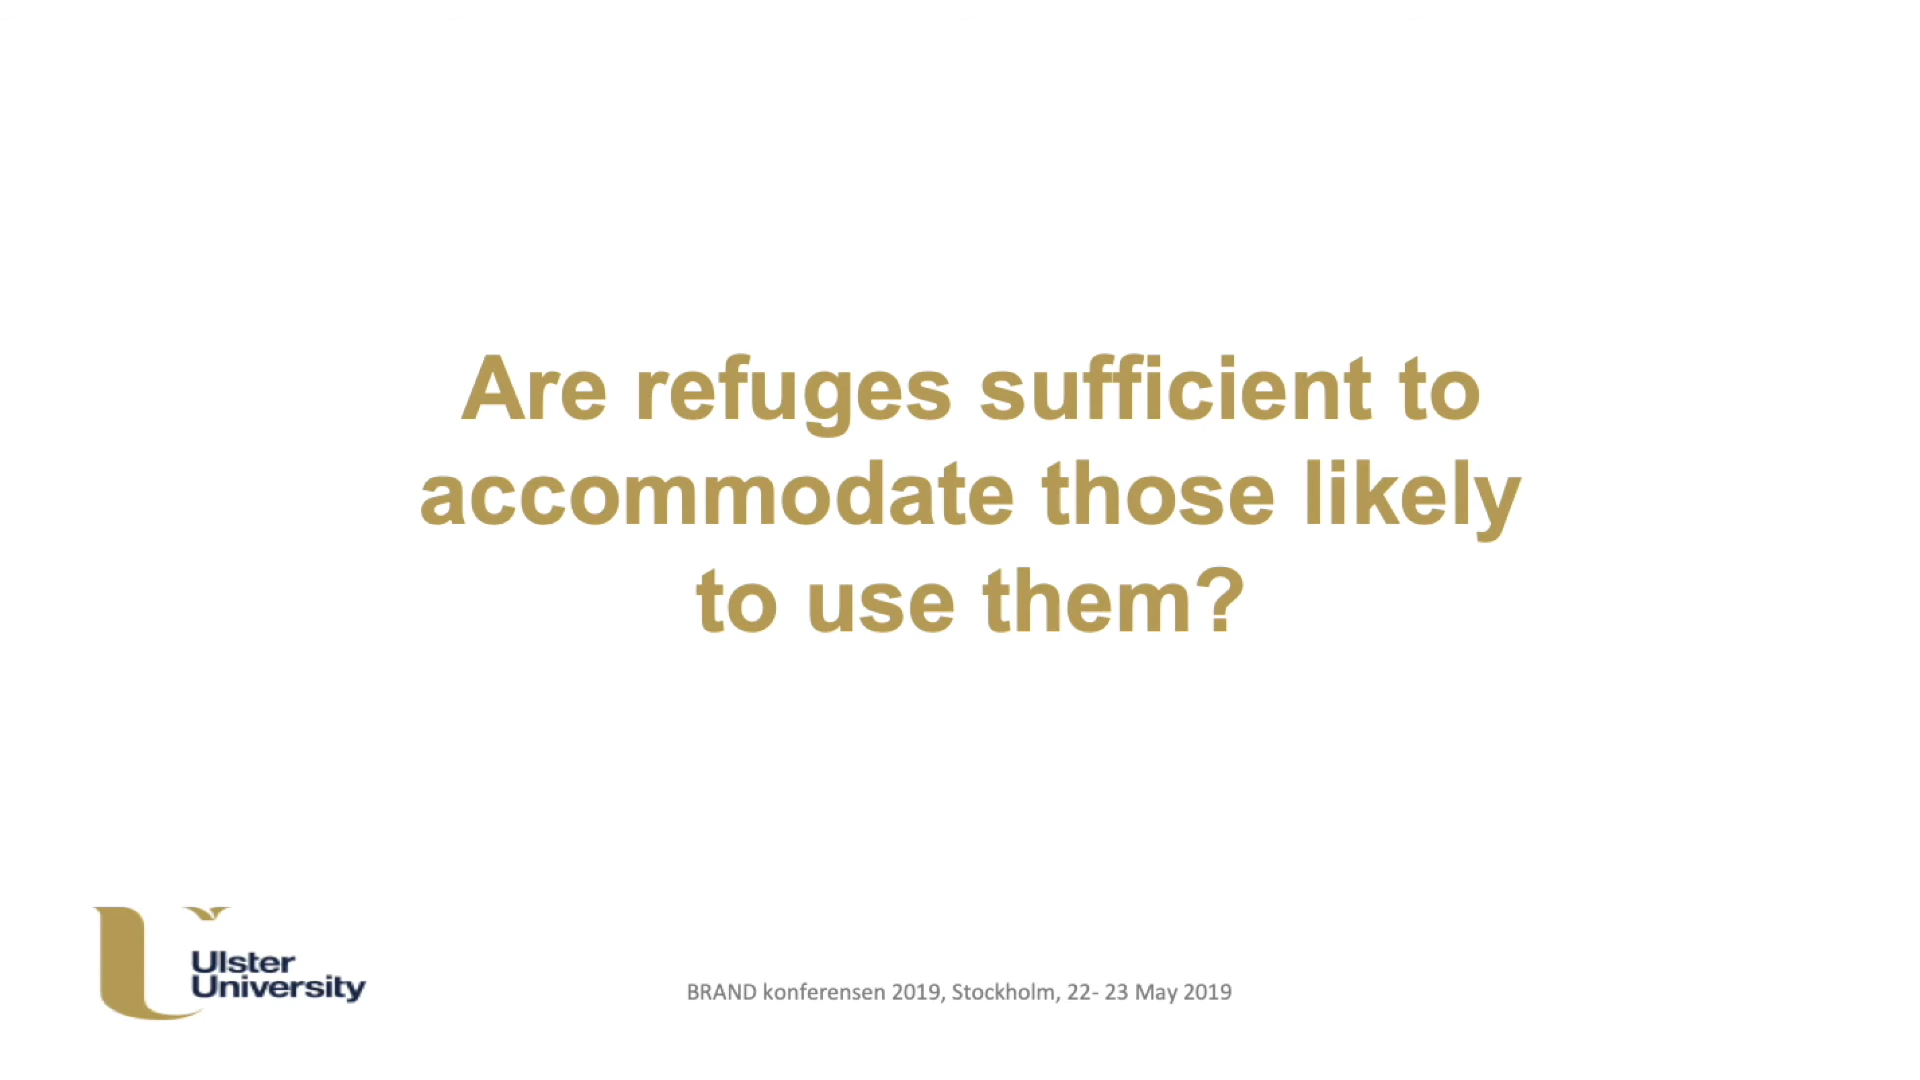 Are refuges sufficient to
accommodate those likely
to use them?
Ulster
University
BRAND konferensen 2019, Stockholm, 22- 23 May 2019